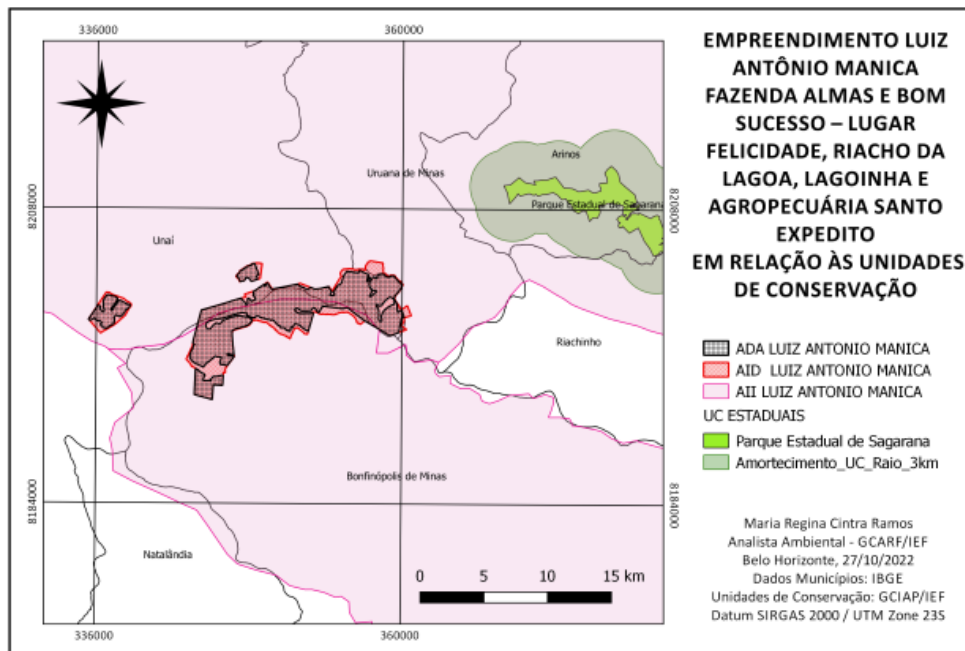 336000
360000
8208000
8208000
8184000
8184000
336000
360000
Arinos
Uruana de Minas
Parque Estadual de Sagarana
Unaí
Riachinho
Bonfinópolis de Minas
Natalândia
0 5 10 15 km
EMPREENDIMENTO LUIZ
ANTÔNIO MANICA
FAZENDA ALMAS E BOM
SUCESSO – LUGAR
FELICIDADE, RIACHO DA
LAGOA, LAGOINHA E
AGROPECUÁRIA SANTO
EXPEDITO
EM RELAÇÃO ÀS UNIDADES
DE CONSERVAÇÃO
ADA LUIZ ANTONIO MANICA
AID LUIZ ANTONIO MANICA
AII LUIZ ANTONIO MANICA
UC ESTADUAIS
Parque Estadual de Sagarana
Amortecimento_UC_Raio_3km
Maria Regina Cintra Ramos
Analista Ambiental - GCARF/IEF
Belo Horizonte, 27/10/2022
Dados Municípios: IBGE
Unidades de Conservação: GCIAP/IEF
Datum SIRGAS 2000 / UTM Zone 23S